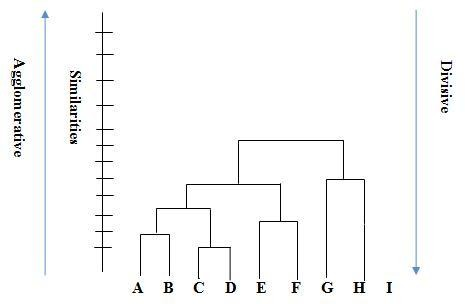 Agglomerative
Similarities
Divisive
A B C D E F G H I